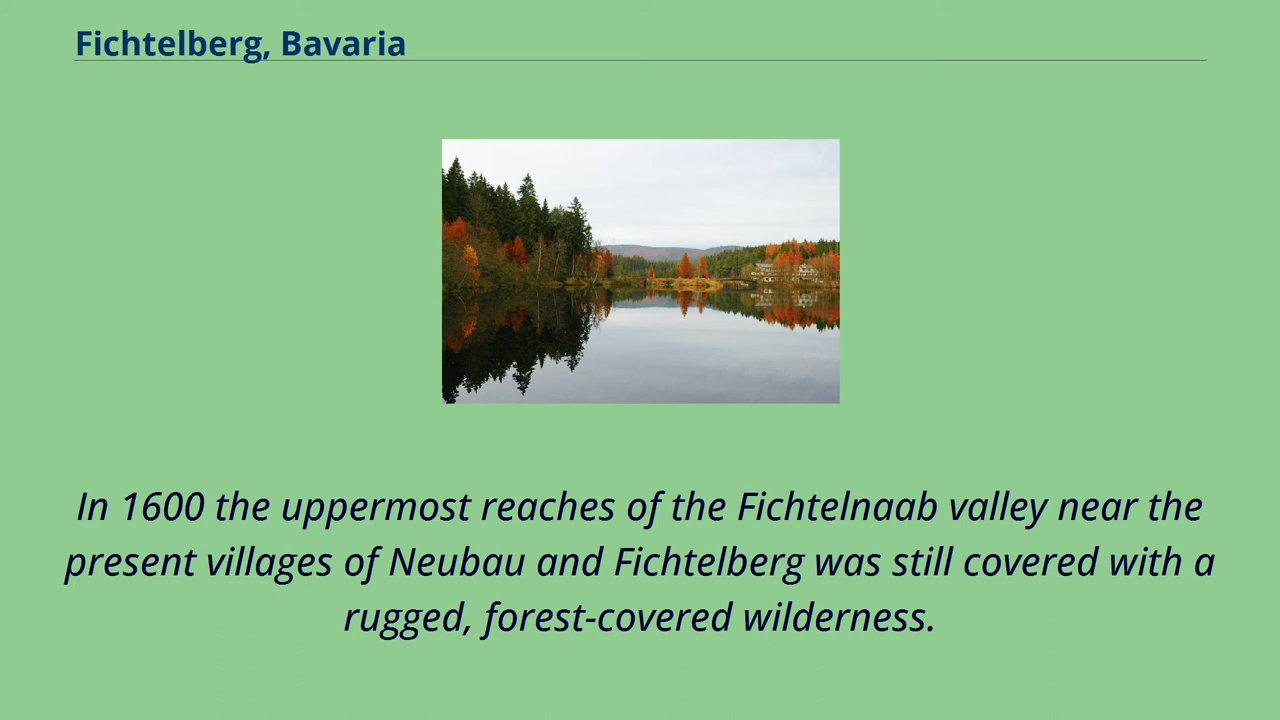 Fichtelberg, Bavaria
In 1600 the uppermost reaches of the Fichtelnaab valley near the
present villages of Neubau and Fichtelberg was still covered with a
rugged, forest-covered wilderness.